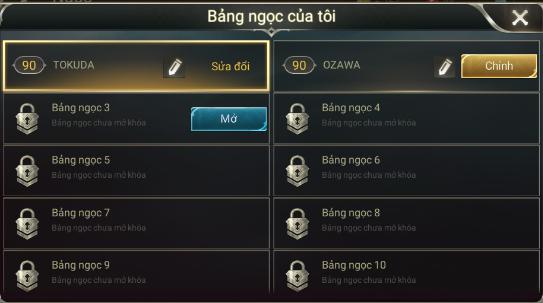 Bảng ngọc của tôi
90 TOKUDA Sửa đổi
90 OZAWA Chỉnh
Bảng ngọc 3
Bảng ngọc chưa mở khóa
Mở
Bảng ngọc 4
Bảng ngọc chưa mở khóa
Bảng ngọc 5
Bảng ngọc chưa mở khóa
Bảng ngọc 6
Bảng ngọc chưa mở khóa
Bảng ngọc 7
Bảng ngọc chưa mở khóa
Bảng ngọc 8
Bảng ngọc chưa mở khóa
Bảng ngọc 9
Bảng ngọc chưa mở khóa
Bảng ngọc 10
Bảng ngọc chưa mở khóa